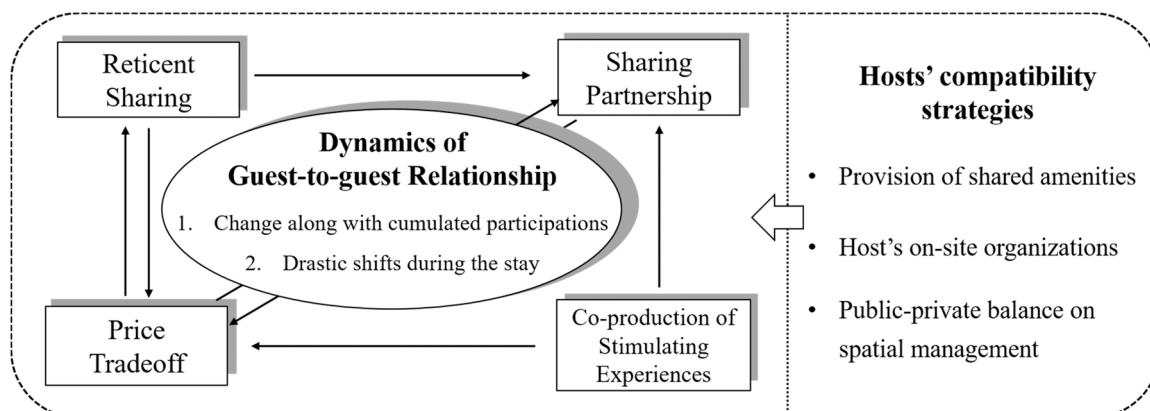 Reticent
Sharing
Sharing
Partnership
Dynamics of
Guest-to-guest Relationship
1. Change along with cumulated participations
2. Drastic shifts during the stay
Price
Tradeoff
Co-production of
Stimulating
Experiences
Hosts' compatibility
strategies
• Provision of shared amenities
• Host's on-site organizations
• Public-private balance on
spatial management